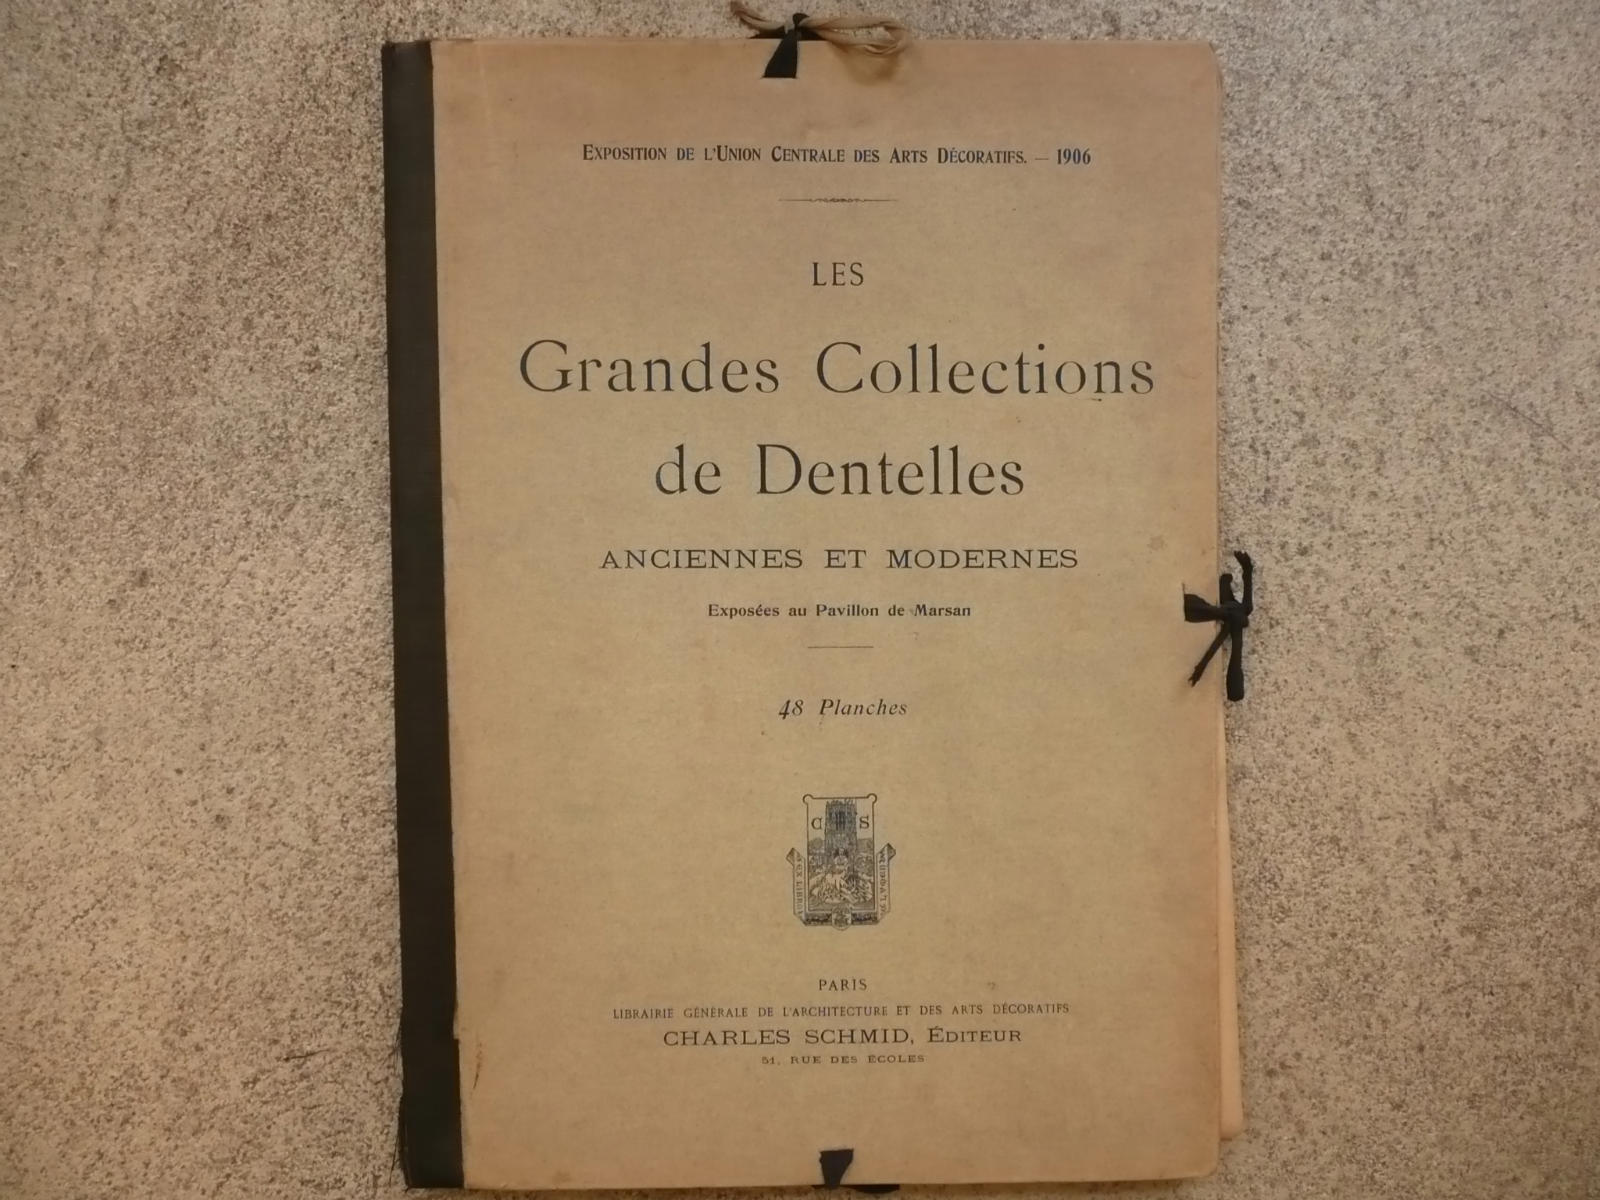 EXPOSITION DE L'UNION CENTRALE DES ARTS DÉCORATIFS. — 1906
LES
Grandes Collections
de Dentelles
ANCIENNES ET MODERNES
Exposées au Pavillon de Marsan
48 Planches
C S
PARIS
LIBRAIRIE GÉNÉRALE DE L'ARCHITECTURE ET DES ARTS DÉCORATIFS
CHARLES SCHMID, ÉDITEUR
51, RUE DES ÉCOLES